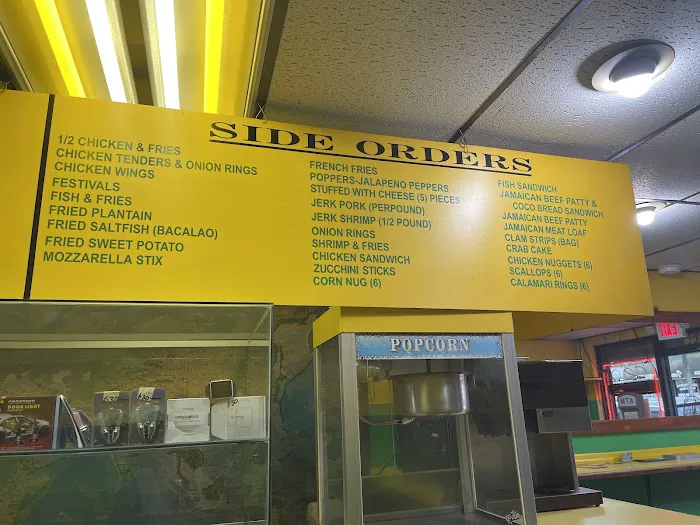 SIDE ORDERS
1/2 CHICKEN & FRIES
CHICKEN TENDERS & ONION RINGS
CHICKEN WINGS
FESTIVALS
FISH & FRIES
FRIED PLANTAIN
FRIED SALTFISH (BACALAO)
FRIED SWEET POTATO
MOZZARELLA STIX
FRENCH FRIES
POPPERS-JALAPENO PEPPERS
STUFFED WITH CHEESE (5) PIECES
JERK PORK (PERPOUND)
JERK SHRIMP (1/2 POUND)
ONION RINGS
SHRIMP & FRIES
CHICKEN SANDWICH
ZUCCHINI STICKS
CORN NUG (6)
FISH SANDWICH
JAMAICAN BEEF PATTY &
COCO BREAD SANDWICH
JAMAICAN BEEF PATTY
JAMAICAN MEAT LOAF
CLAM STRIPS (BAG)
CRAB CAKE
CHICKEN NUGGETS (6)
SCALLOPS (6)
CALAMARI RINGS (6)
POPCORN
DOOR LIGHT
EXIT